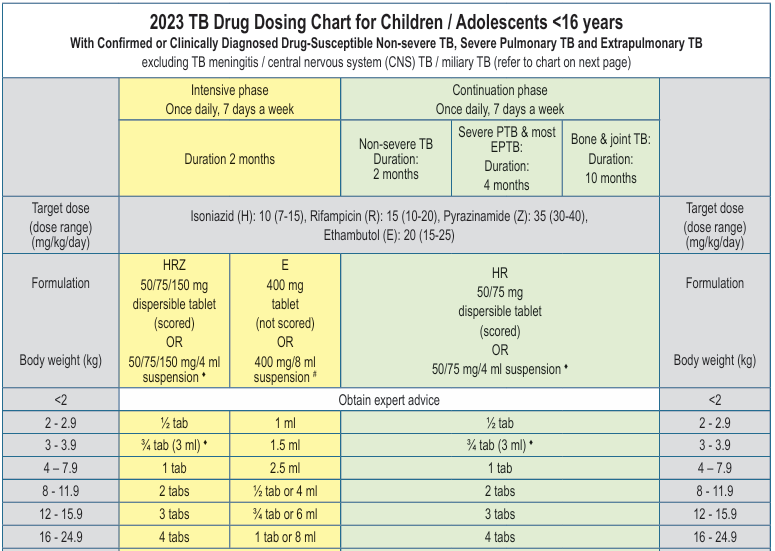 2023 TB Drug Dosing Chart for Children / Adolescents <16 years
With Confirmed or Clinically Diagnosed Drug-Susceptible Non-severe TB, Severe Pulmonary TB and Extrapulmonary TB
excluding TB meningitis / central nervous system (CNS) TB / miliary TB (refer to chart on next page)
Intensive phase
Once daily, 7 days a week
Continuation phase
Once daily, 7 days a week
Duration 2 months
Non-severe TB
Duration:
2 months
Severe PTB & most
EPTB:
Duration:
4 months
Bone & joint TB:
Duration:
10 months
Target dose
(dose range)
(mg/kg/day)
Isoniazid (H): 10 (7-15), Rifampicin (R): 15 (10-20), Pyrazinamide (Z): 35 (30-40),
Ethambutol (E): 20 (15-25)
Target dose
(dose range)
(mg/kg/day)
Formulation
Body weight (kg)
HRZ
50/75/150 mg
dispersible tablet
(scored)
OR
50/75/150 mg/4 ml
suspension ♦
E
400 mg
tablet
(not scored)
OR
400 mg/8 ml
suspension #
HR
50/75 mg
dispersible tablet
(scored)
OR
50/75 mg/4 ml suspension ♦
Formulation
Body weight (kg)
<2 Obtain expert advice <2
2 - 2.9 ½ tab 1 ml ½ tab 2 - 2.9
3 - 3.9 ¾ tab (3 ml) ♦ 1.5 ml ¾ tab (3 ml) ♦ 3 - 3.9
4 – 7.9 1 tab 2.5 ml 1 tab 4 – 7.9
8 - 11.9 2 tabs ½ tab or 4 ml 2 tabs 8 - 11.9
12 - 15.9 3 tabs ¾ tab or 6 ml 3 tabs 12 - 15.9
16 - 24.9 4 tabs 1 tab or 8 ml 4 tabs 16 - 24.9